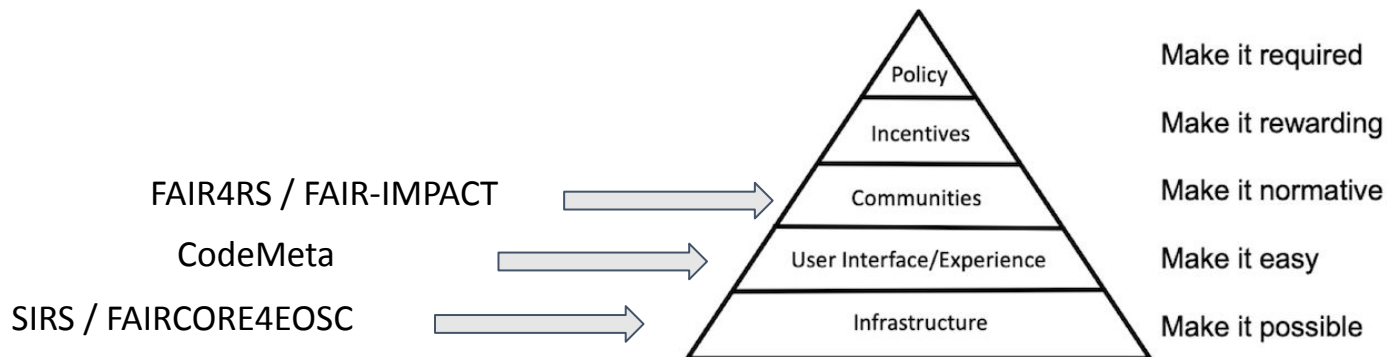 Policy
Make it required
Incentives
Make it rewarding
FAIR4RS / FAIR-IMPACT
Communities
Make it normative
CodeMeta
User Interface/Experience
Make it easy
SIRS / FAIRCORE4EOSC
Infrastructure
Make it possible